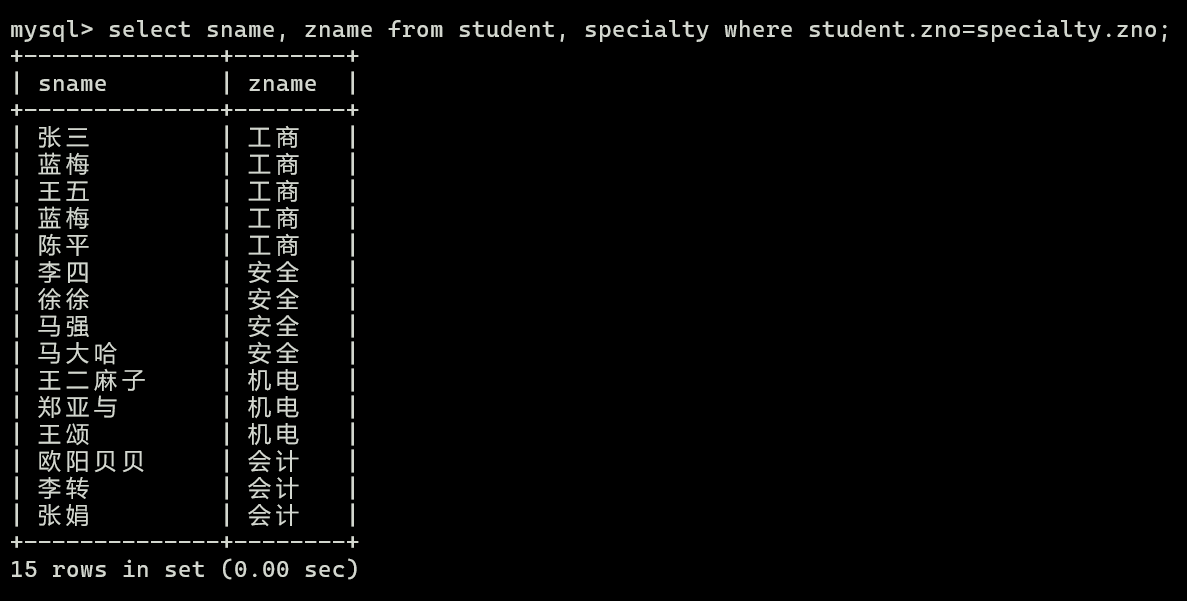 mysql> select sname, zname from student, specialty where student.zno=specialty.zno;
+--------------+--------+
| sname        | zname  |
+--------------+--------+
| 张三         | 工商   |
| 蓝梅         | 工商   |
| 王五         | 工商   |
| 蓝梅         | 工商   |
| 陈平         | 工商   |
| 李四         | 安全   |
| 徐徐         | 安全   |
| 马强         | 安全   |
| 马大哈       | 安全   |
| 王二麻子     | 机电   |
| 郑亚与       | 机电   |
| 王颂         | 机电   |
| 欧阳贝贝     | 会计   |
| 李转         | 会计   |
| 张娟         | 会计   |
+--------------+--------+
15 rows in set (0.00 sec)